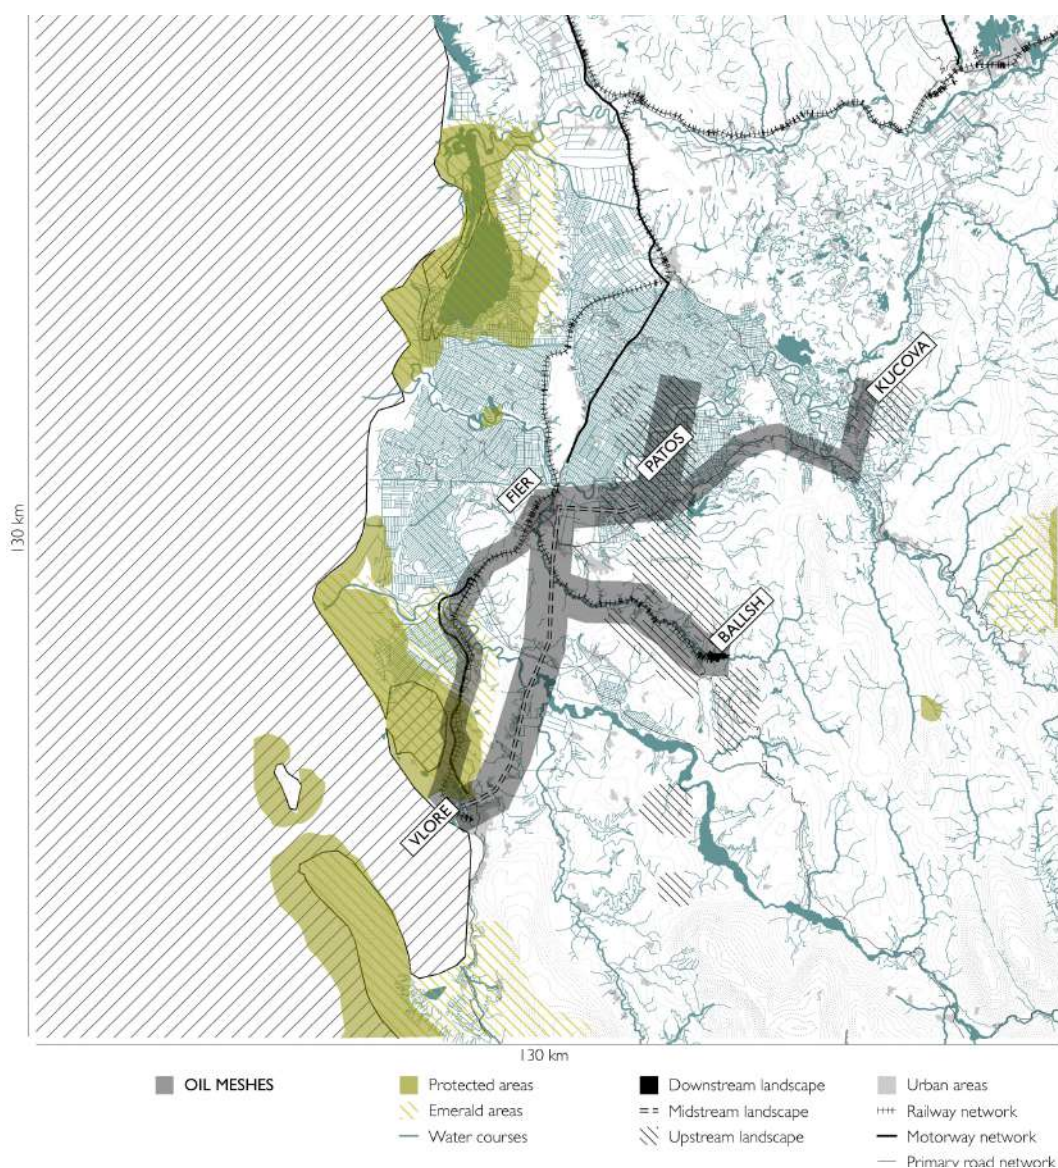 KUCOVA
PATOS
FIER
BALLSH
VLORE
130 km
130 km
OIL MESHES
Protected areas
Emerald areas
Water courses
Downstream landscape
Midstream landscape
Upstream landscape
Urban areas
Railway network
Motorway network
Primary road network